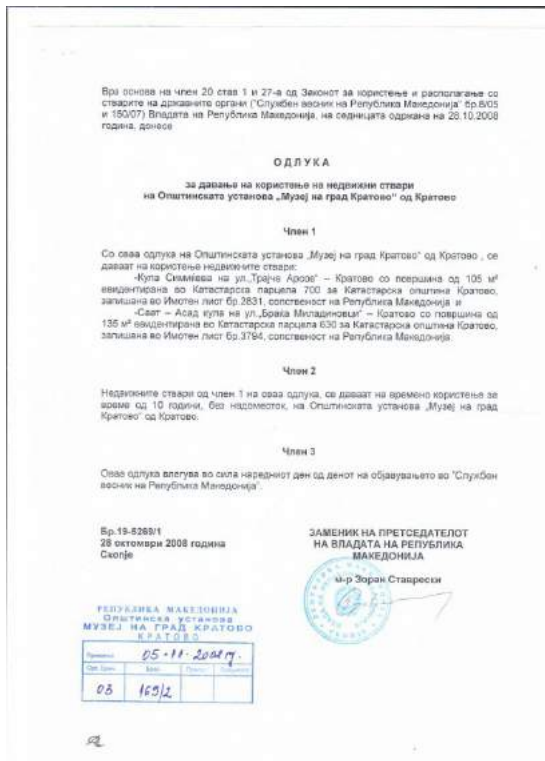 Врз основа на член 20 став 1 и 27-а од Законот за користење и располагање со
стварите на државните органи ("Службен весник на Република Македонија" бр.8/05
и 150/07) Владата на Република Македонија, на седницата одржана на 28.10.2008
година, донесе
ОДЛУКА
за давање на користење на недвижни ствари
на Општинската установа „Музеј на град Кратово“ од Кратово
Член 1
Со оваа одлука на Општинската установа „Музеј на град Кратово“ од Кратово , се
даваат на користење недвижните ствари:
-Кула Симиќева на ул.„Трајче Арсов“ – Кратово со површина од 105 м²
евидентирана во Катастарска парцела 700 за Катастарска општина Кратово,
запишана во Имотен лист бр.2831, сопственост на Република Македонија и
-Саат – Асад кула на ул.„Браќа Миладиновци“ – Кратово со површина од
135 м² евидентирано во Катастарска парцела 630 за Катастарска општина Кратово,
запишана во Имотен лист бр.3794, сопственост на Република Македонија.
Член 2
Недвижните ствари од член 1 на оваа одлука, се даваат на времено користење за
време од 10 години, без надоместок, на Општинската установа „Музеј на град
Кратово“ од Кратово.
Член 3
Оваа одлука влегува во сила наредниот ден од денот на објавувањето во "Службен
весник на Република Македонија".
Бр.19-5269/1
28 октомври 2008 година
Скопје
ЗАМЕНИК НА ПРЕТСЕДАТЕЛОТ
НА ВЛАДАТА НА РЕПУБЛИКА
МАКЕДОНИЈА
м-р Зоран Ставрески
РЕПУБЛИКА МАКЕДОНИЈА
Општинска установа
МУЗЕЈ НА ГРАД КРАТОВО
КРАТОВО
05-11-2008 г.
Број
03 169/2